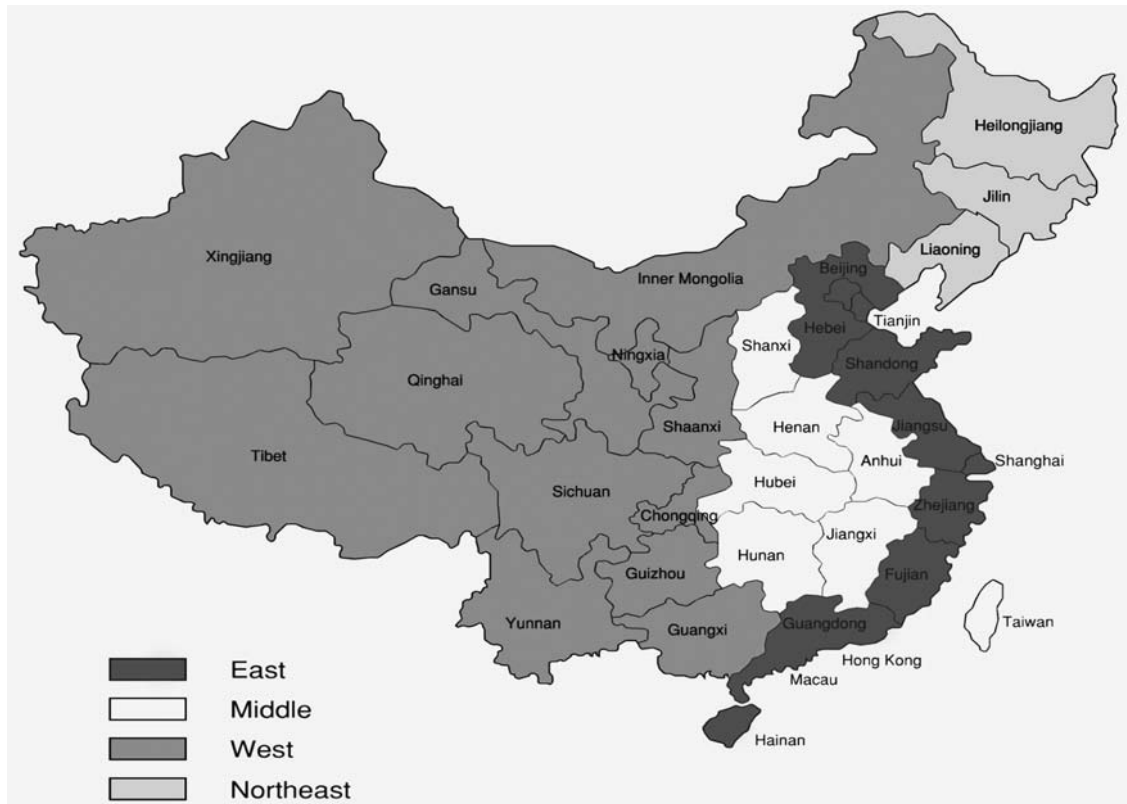 Heilongjiang
Jilin
Liaoning
Xingjiang
Gansu
Inner Mongolia
Beijing
Tianjin
Hebei
Shanxi
Ningxia
Shandong
Qinghai
Shaanxi
Henan
Jiangsu
Tibet
Anhui
Shanghai
Sichuan
Hubei
Zhejiang
Chongqing
Jiangxi
Hunan
Guizhou
Fujian
Yunnan
Guangxi
Guangdong
Taiwan
Hong Kong
Macau
Hainan
East
Middle
West
Northeast